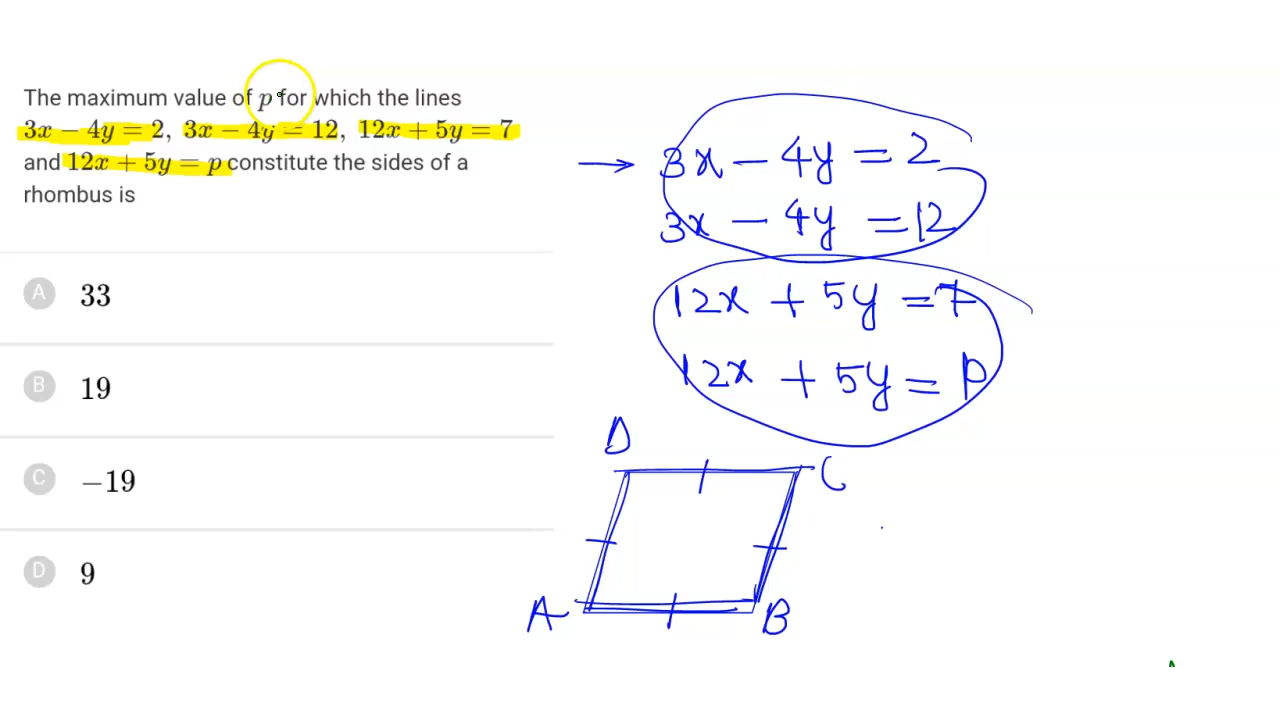 The maximum value of p for which the lines
3x − 4y = 2, 3x − 4y = 12, 12x + 5y = 7
and 12x + 5y = p constitute the sides of a
rhombus is
A 33
B 19
C −19
D 9
→ 3x − 4y = 2
3x − 4y = 12
12x + 5y = 7
12x + 5y = p
D
C
A
B